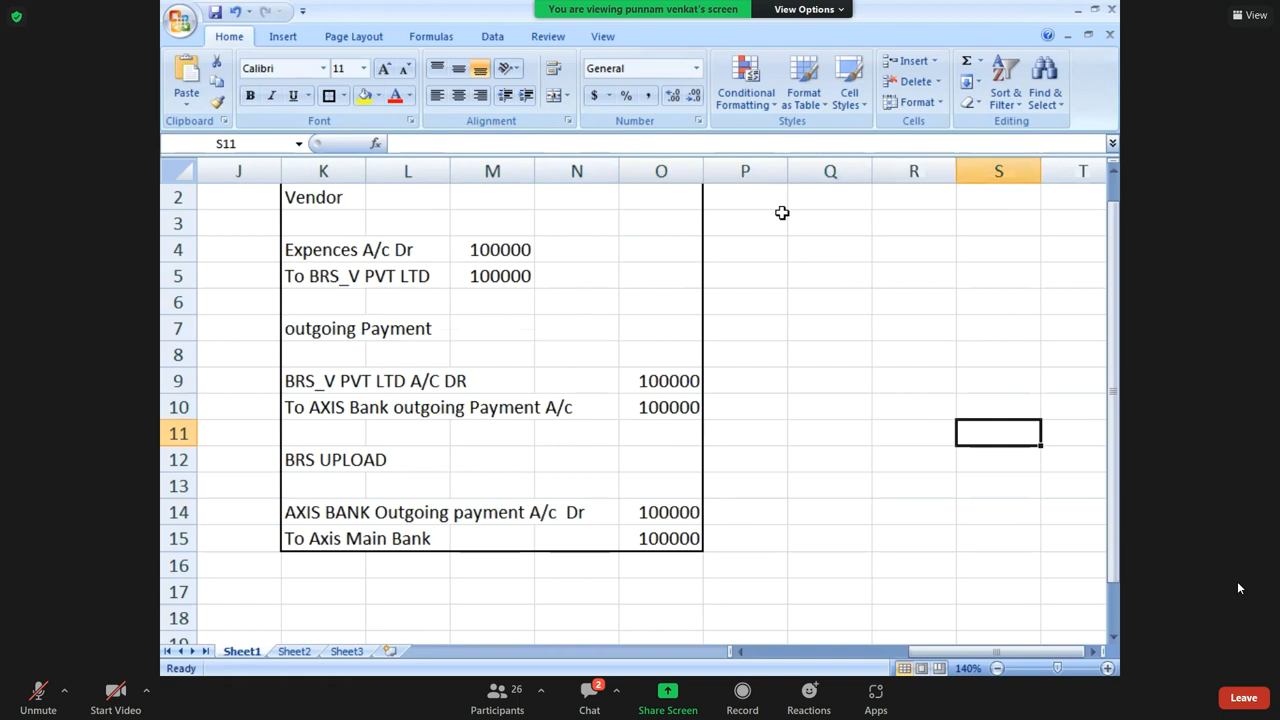 You are viewing punnam venkat's screen
View Options
View
Home Insert Page Layout Formulas Data Review View
Paste
Calibri 11
B I U
A A
General
$ % ,
Conditional Formatting
Format as Table
Cell Styles
Insert
Delete
Format
Σ
Sort & Filter
Find & Select
Clipboard Font Alignment Number Styles Cells Editing
S11 fx
J K L M N O P Q R S T
2 Vendor
3
4 Expences A/c Dr 100000
5 To BRS_V PVT LTD 100000
6
7 outgoing Payment
8
9 BRS_V PVT LTD A/C DR 100000
10 To AXIS Bank outgoing Payment A/c 100000
11
12 BRS UPLOAD
13
14 AXIS BANK Outgoing payment A/c Dr 100000
15 To Axis Main Bank 100000
16
17
18
19
Sheet1 Sheet2 Sheet3
Ready 140%
26 2
Unmute Start Video Participants Chat Share Screen Record Reactions Apps Leave